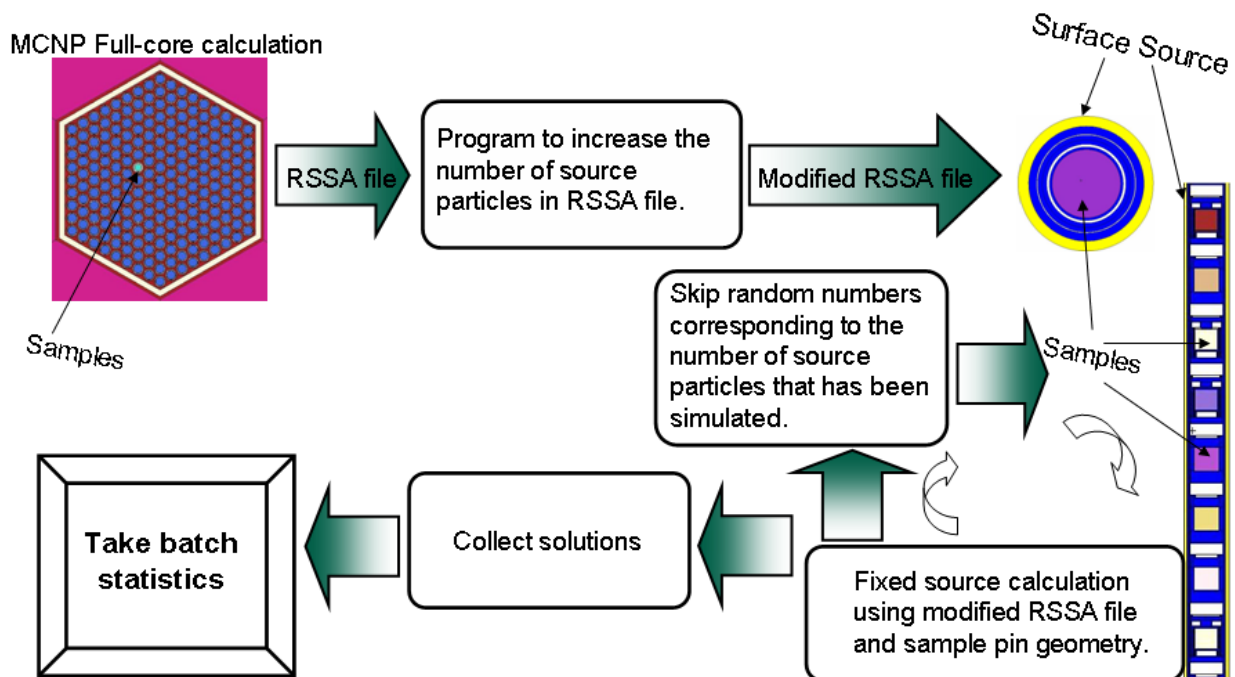 MCNP Full-core calculation
Samples
RSSA file
Program to increase the
number of source
particles in RSSA file.
Modified RSSA file
Surface Source
Skip random numbers
corresponding to the
number of source
particles that has been
simulated.
Samples
Fixed source calculation
using modified RSSA file
and sample pin geometry.
Collect solutions
Take batch
statistics